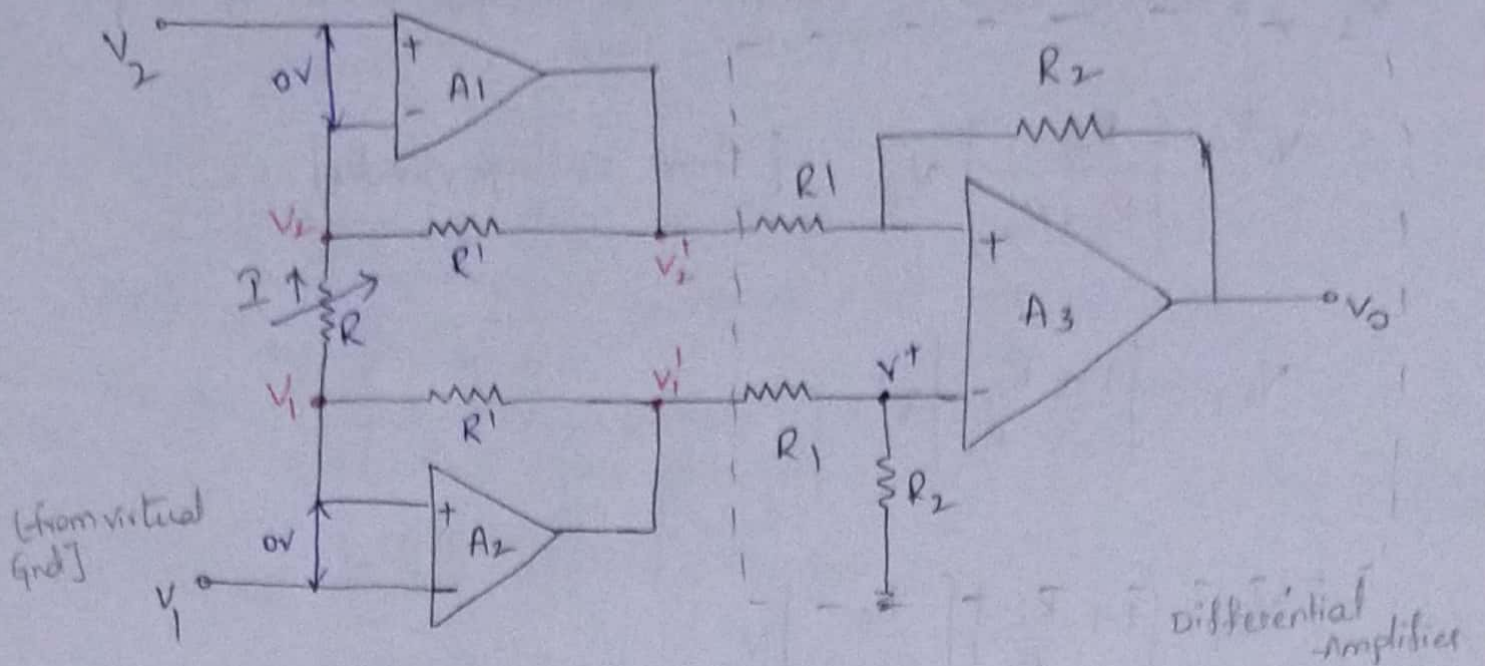 V2
0V
+
-
A1
R2
V2
R'
V2'
R1
+
I
R
A3
V0
V1
R'
V1'
R1
V+
-
R2
[from virtual
Gnd]
0V
+
-
A2
V1
Differential
Amplifier